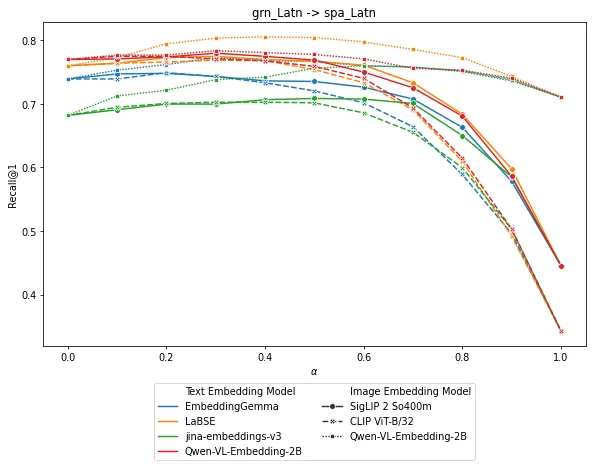 grn_Latn -> spa_Latn
Recall@1
0.8
0.7
0.6
0.5
0.4
0.0 0.2 0.4 0.6 0.8 1.0
α
Text Embedding Model
EmbeddingGemma
LaBSE
jina-embeddings-v3
Qwen-VL-Embedding-2B
Image Embedding Model
SigLIP 2 So400m
CLIP ViT-B/32
Qwen-VL-Embedding-2B